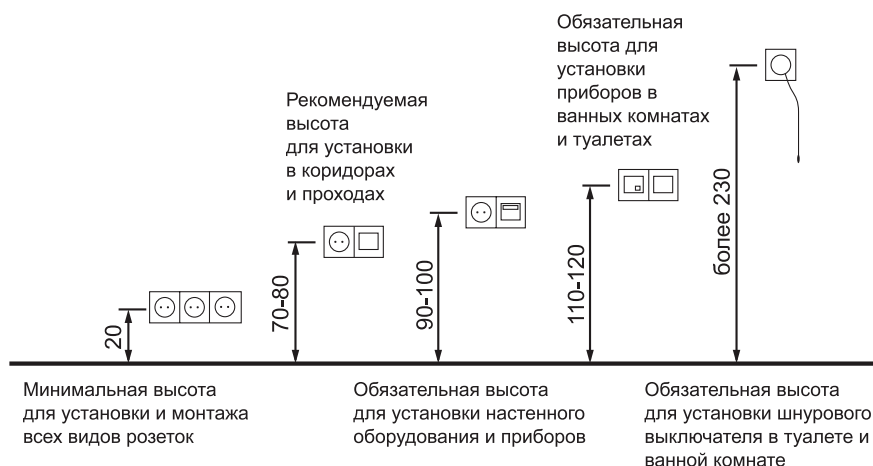 Обязательная
высота для
установки
приборов в
ванных комнатах
и туалетах
Рекомендуемая
высота
для установки
в коридорах
и проходах
20
70-80
90-100
110-120
более 230
Минимальная высота
для установки и монтажа
всех видов розеток
Обязательная высота
для установки настенного
оборудования и приборов
Обязательная высота
для установки шнурового
выключателя в туалете и
ванной комнате